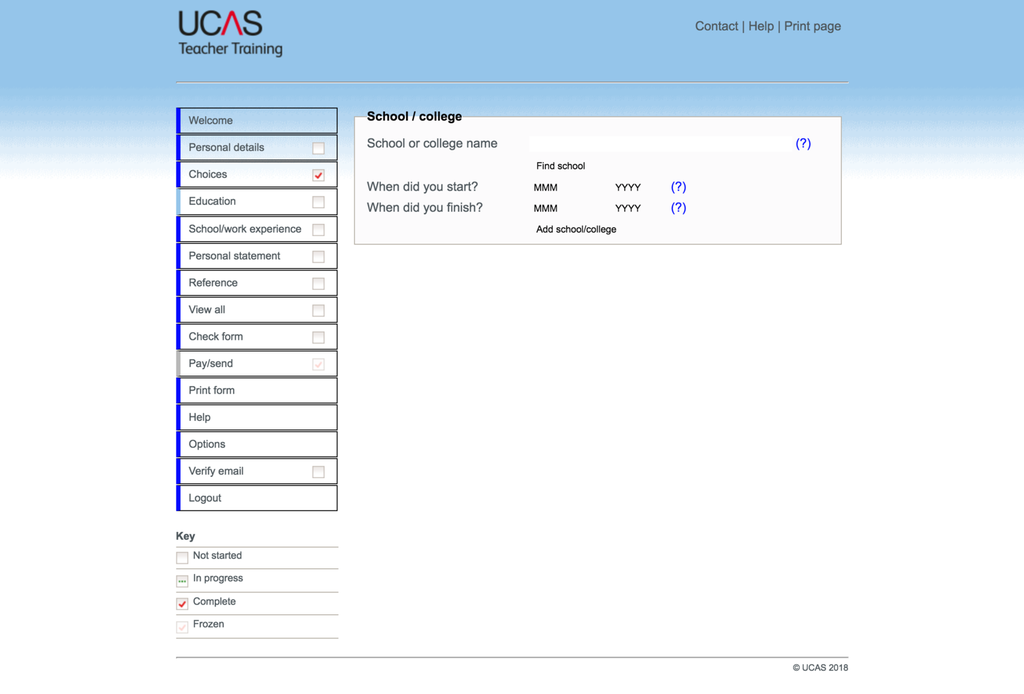 UCAS
Teacher Training
Contact | Help | Print page
Welcome
Personal details
Choices
Education
School/work experience
Personal statement
Reference
View all
Check form
Pay/send
Print form
Help
Options
Verify email
Logout
Key
Not started
In progress
Complete
Frozen
School / college
School or college name (?)
Find school
When did you start? MMM YYYY (?)
When did you finish? MMM YYYY (?)
Add school/college
© UCAS 2018